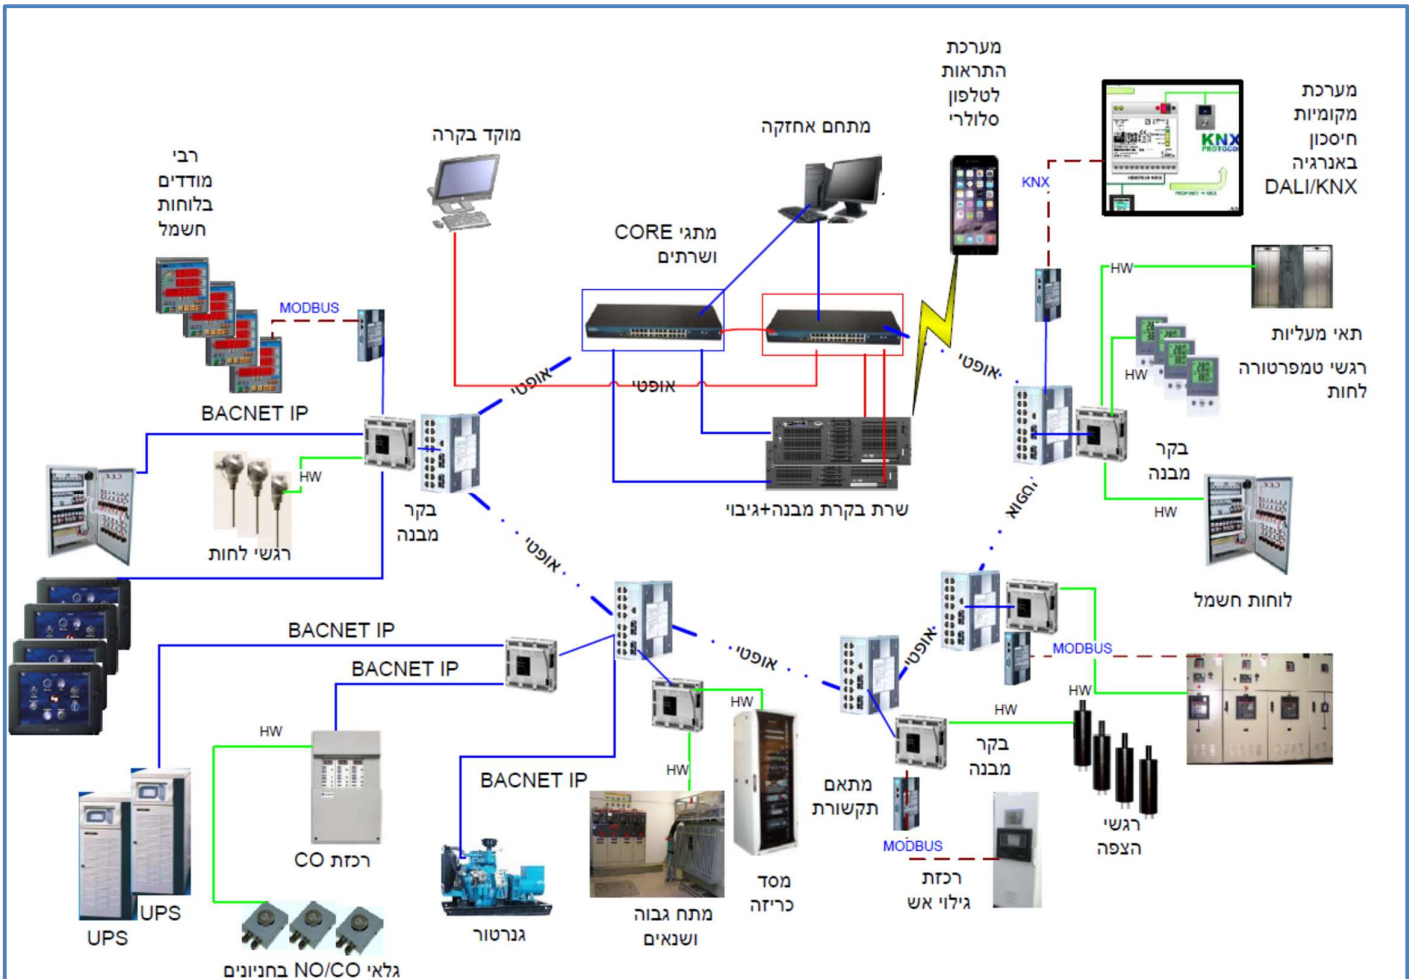 מערכת
התראות
לטלפון
סלולרי
מערכת
מקומיות
חיסכון
באנרגיה
DALI/KNX
KNX
PROTOCOL
KNX
מתחם אחזקה
מוקד בקרה
רבי
מודדים
בלוחות
חשמל
מתגי CORE
ושרתים
MODBUS
HW
תאי מעליות
רגשי טמפרטורה
לחות
HW
אופטי
אופטי
אופטי
BACNET IP
HW
בקר
מבנה
רגשי לחות
שרת בקרת מבנה+גיבוי
בקר
מבנה
HW
לוחות חשמל
אופטי
אופטי
BACNET IP
BACNET IP
אופטי
אופטי
MODBUS
HW
HW
HW
HW
HW
בקר
מבנה
BACNET IP
מתאם
תקשורת
רגשי
הצפה
MODBUS
רכזת
גילוי אש
רכזת CO
מסד
כריזה
מתח גבוה
ושנאים
גנרטור
UPS
UPS
גלאי NO/CO בחניונים